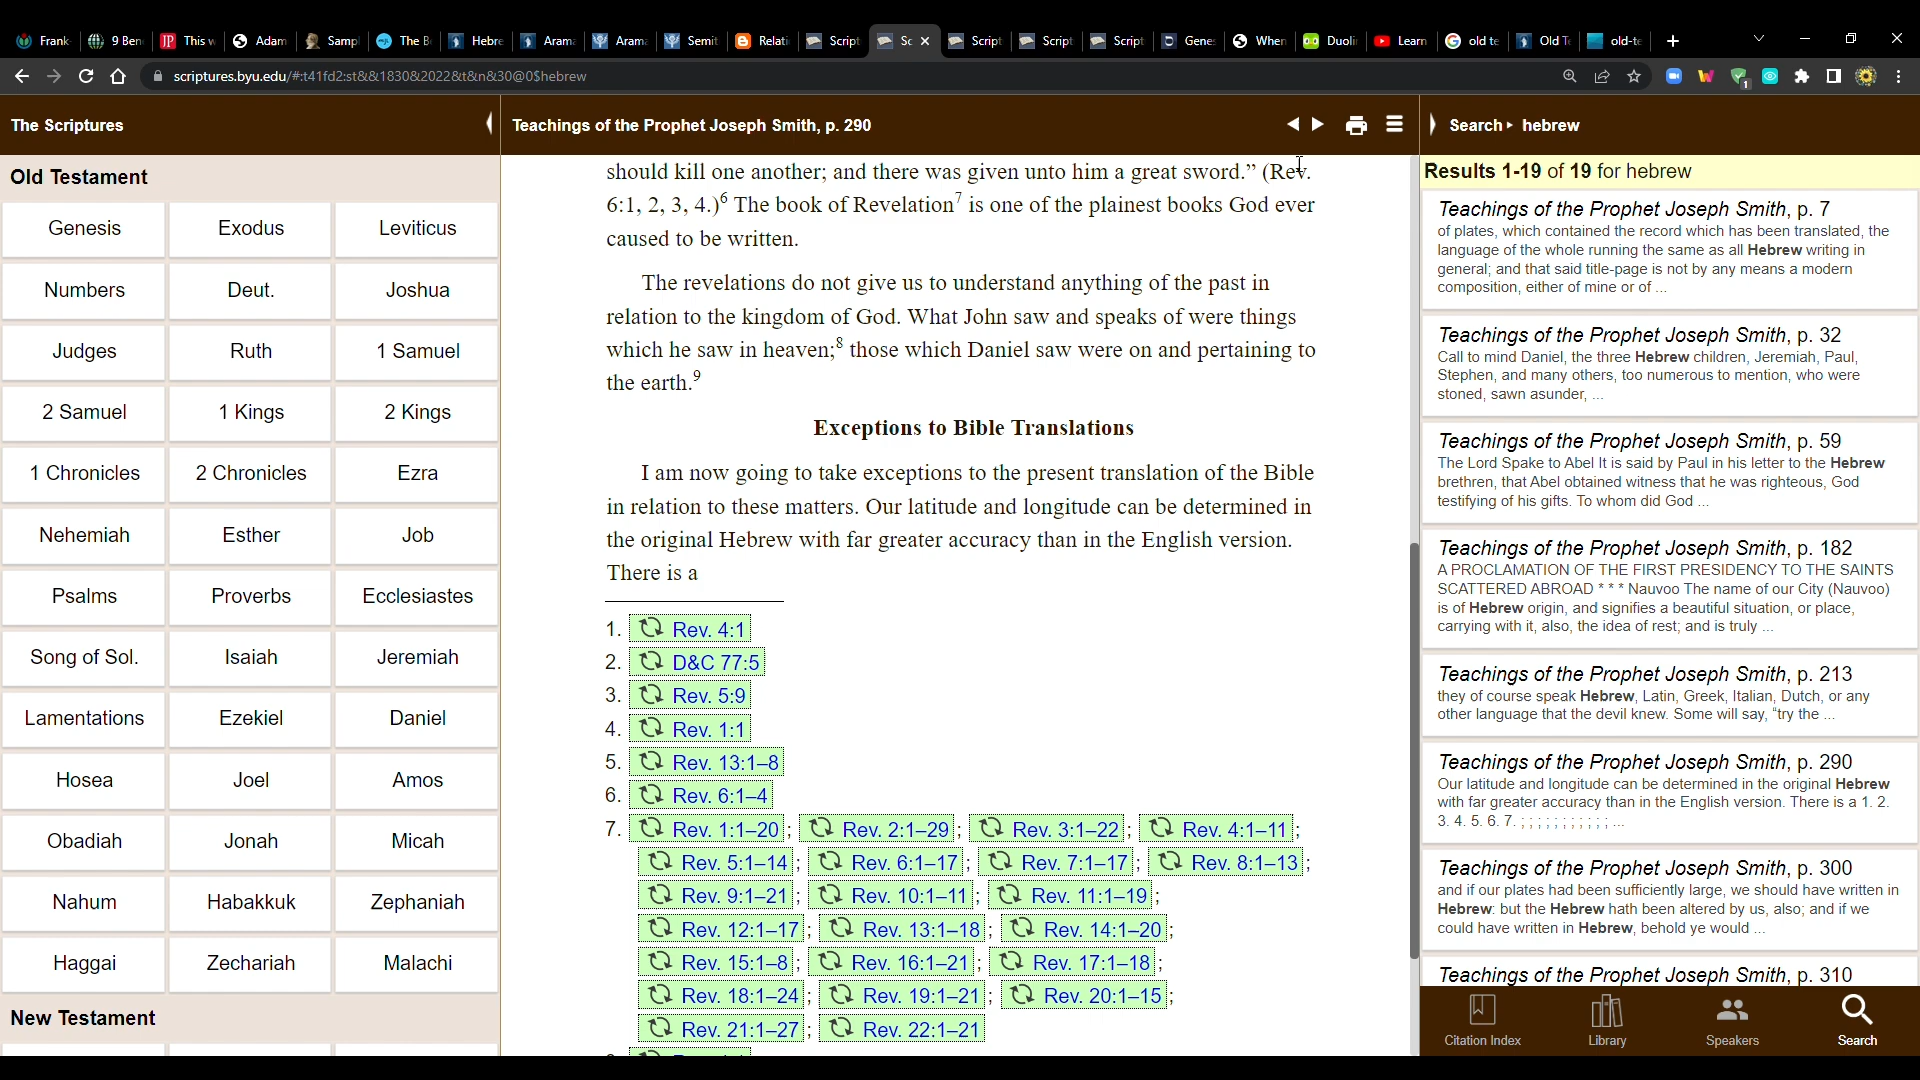 Frank
9 Ben
This w
Adam
Sampl
The B
Hebre
Arama
Arama
Semit
Relati
Script
Sc
Script
Script
Script
Genes
When
Duoli
Learn
old te
Old Te
old-te
scriptures.byu.edu/#:t41fd2:st&&1830&2022&t&n&30@0$hebrew
The Scriptures
Old Testament
Genesis Exodus Leviticus
Numbers Deut. Joshua
Judges Ruth 1 Samuel
2 Samuel 1 Kings 2 Kings
1 Chronicles 2 Chronicles Ezra
Nehemiah Esther Job
Psalms Proverbs Ecclesiastes
Song of Sol. Isaiah Jeremiah
Lamentations Ezekiel Daniel
Hosea Joel Amos
Obadiah Jonah Micah
Nahum Habakkuk Zephaniah
Haggai Zechariah Malachi
New Testament
Teachings of the Prophet Joseph Smith, p. 290
should kill one another; and there was given unto him a great sword.” (Rev.
6:1, 2, 3, 4.)6 The book of Revelation7 is one of the plainest books God ever
caused to be written.
The revelations do not give us to understand anything of the past in
relation to the kingdom of God. What John saw and speaks of were things
which he saw in heaven;8 those which Daniel saw were on and pertaining to
the earth.9
Exceptions to Bible Translations
I am now going to take exceptions to the present translation of the Bible
in relation to these matters. Our latitude and longitude can be determined in
the original Hebrew with far greater accuracy than in the English version.
There is a
1. Rev. 4:1
2. D&C 77:5
3. Rev. 5:9
4. Rev. 1:1
5. Rev. 13:1–8
6. Rev. 6:1–4
7. Rev. 1:1–20; Rev. 2:1–29; Rev. 3:1–22; Rev. 4:1–11;
Rev. 5:1–14; Rev. 6:1–17; Rev. 7:1–17; Rev. 8:1–13;
Rev. 9:1–21; Rev. 10:1–11; Rev. 11:1–19;
Rev. 12:1–17; Rev. 13:1–18; Rev. 14:1–20;
Rev. 15:1–8; Rev. 16:1–21; Rev. 17:1–18;
Rev. 18:1–24; Rev. 19:1–21; Rev. 20:1–15;
Rev. 21:1–27; Rev. 22:1–21
Search▸ hebrew
Results 1-19 of 19 for hebrew
Teachings of the Prophet Joseph Smith, p. 7
of plates, which contained the record which has been translated, the
language of the whole running the same as all Hebrew writing in
general; and that said title-page is not by any means a modern
composition, either of mine or of ...
Teachings of the Prophet Joseph Smith, p. 32
Call to mind Daniel, the three Hebrew children, Jeremiah, Paul,
Stephen, and many others, too numerous to mention, who were
stoned, sawn asunder, ...
Teachings of the Prophet Joseph Smith, p. 59
The Lord Spake to Abel It is said by Paul in his letter to the Hebrew
brethren, that Abel obtained witness that he was righteous, God
testifying of his gifts. To whom did God ...
Teachings of the Prophet Joseph Smith, p. 182
A PROCLAMATION OF THE FIRST PRESIDENCY TO THE SAINTS
SCATTERED ABROAD * * * Nauvoo The name of our City (Nauvoo)
is of Hebrew origin, and signifies a beautiful situation, or place,
carrying with it, also, the idea of rest; and is truly ...
Teachings of the Prophet Joseph Smith, p. 213
they of course speak Hebrew, Latin, Greek, Italian, Dutch, or any
other language that the devil knew. Some will say, “try the ...
Teachings of the Prophet Joseph Smith, p. 290
Our latitude and longitude can be determined in the original Hebrew
with far greater accuracy than in the English version. There is a 1. 2.
3. 4. 5. 6. 7. ; ; ; ; ; ; ; ; ; ; ; ...
Teachings of the Prophet Joseph Smith, p. 300
and if our plates had been sufficiently large, we should have written in
Hebrew: but the Hebrew hath been altered by us, also; and if we
could have written in Hebrew, behold ye would ...
Teachings of the Prophet Joseph Smith, p. 310
Citation Index
Library
Speakers
Search